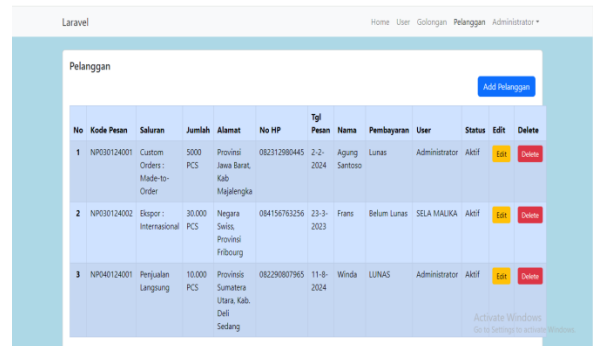 Laravel Home User Golongan Pelanggan Administrator
Pelanggan
Add Pelanggan
No Kode Pesan Saluran Jumlah Alamat No HP Tgl Pesan Nama Pembayaran User Status Edit Delete
1 NP030124001 Custom Orders : Made-to-Order 5000 PCS Provinsi Jawa Barat, Kab Majalengka 082312980445 2-2-2024 Agung Santoso Lunas Administrator Aktif Edit Delete
2 NP030124002 Ekspor : Internasional 30.000 PCS Negara Swiss, Provinsi Fribourg 084156763256 23-3-2023 Frans Belum Lunas SELA MALIKA Aktif Edit Delete
3 NP040124001 Penjualan Langsung 10.000 PCS Provinsis Sumatera Utara, Kab. Deli Sedang 082290807965 11-8-2024 Winda LUNAS Administrator Aktif Edit Delete
Activate Windows
Go to Settings to activate Windows.